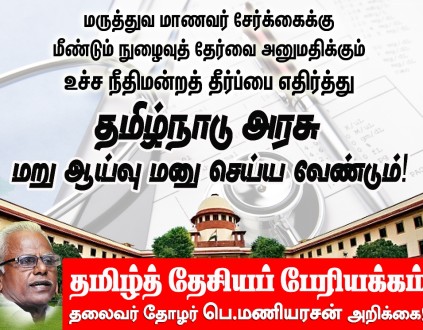 மருத்துவ மாணவர் சேர்க்கைக்கு
மீண்டும் நுழைவுத் தேர்வை அனுமதிக்கும்
உச்ச நீதிமன்றத் தீர்ப்பை எதிர்த்து
தமிழ்நாடு அரசு
மறு ஆய்வு மனு செய்ய வேண்டும்!
தமிழ்த் தேசியப் பேரியக்கம்
தலைவர் தோழர் பெ.மணியரசன் அறிக்கை!